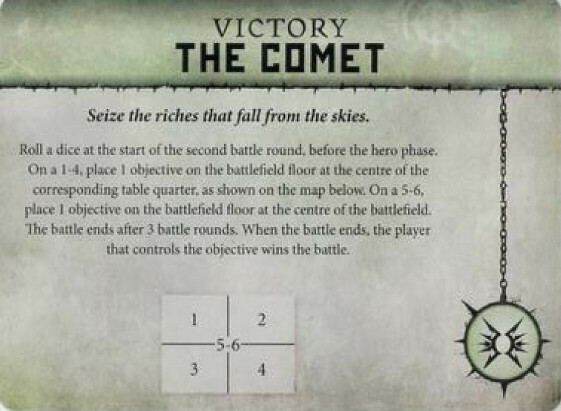 VICTORY
THE COMET
Seize the riches that fall from the skies.
Roll a dice at the start of the second battle round, before the hero phase.
On a 1-4, place 1 objective on the battlefield floor at the centre of the
corresponding table quarter, as shown on the map below. On a 5-6,
place 1 objective on the battlefield floor at the centre of the battlefield.
The battle ends after 3 battle rounds. When the battle ends, the player
that controls the objective wins the battle.
1 2
5-6
3 4